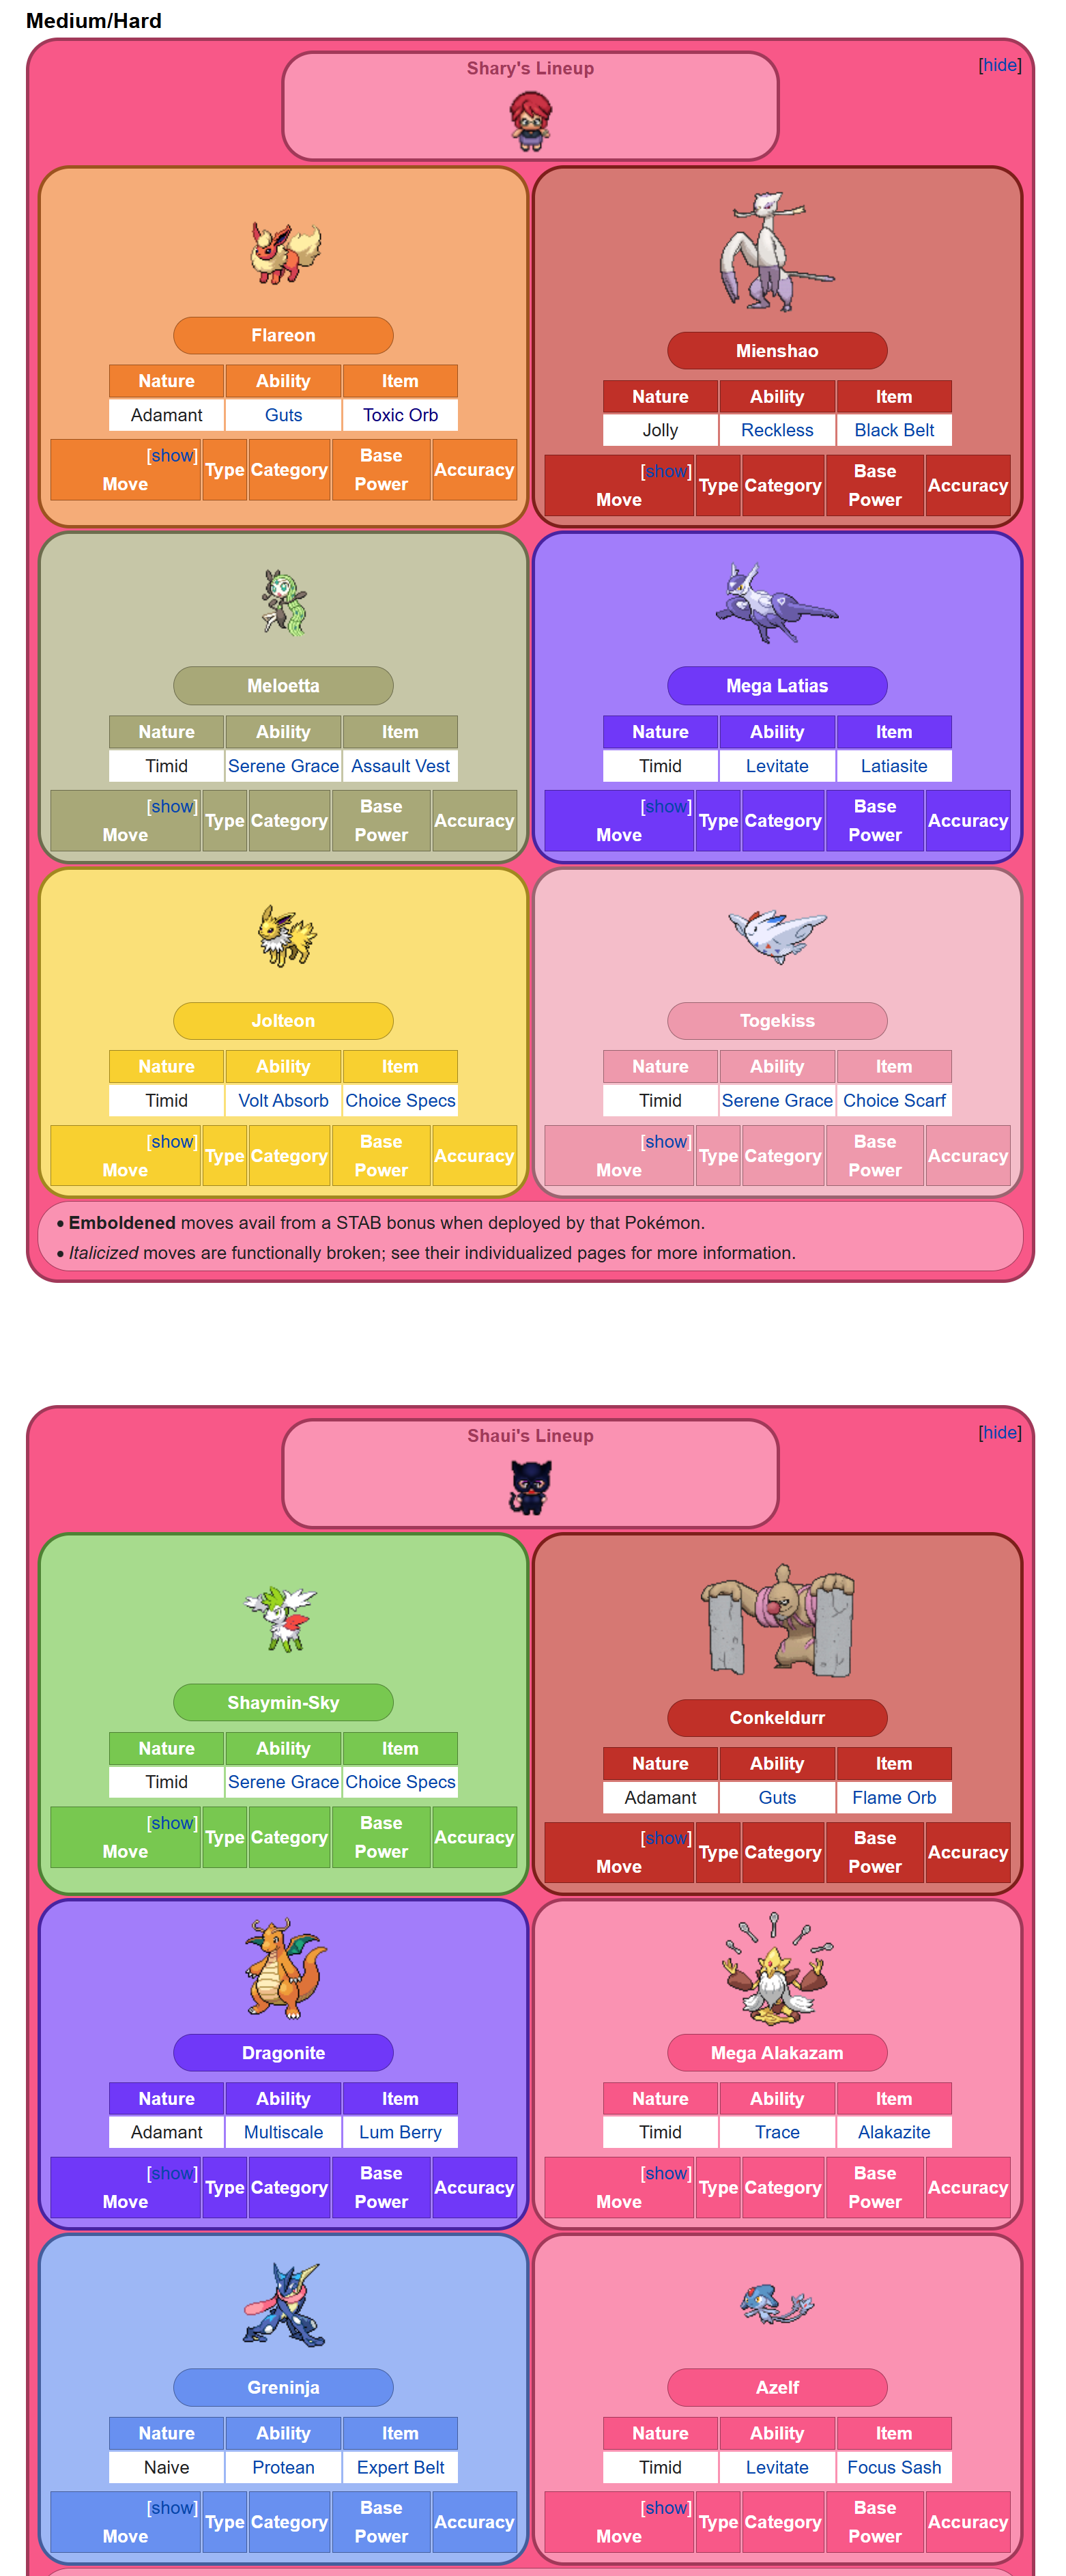 Medium/Hard
Shary's Lineup
[hide]
Flareon
Nature Ability Item
Adamant Guts Toxic Orb
[show] Move Type Category Base Power Accuracy
Mienshao
Nature Ability Item
Jolly Reckless Black Belt
[show] Move Type Category Base Power Accuracy
Meloetta
Nature Ability Item
Timid Serene Grace Assault Vest
[show] Move Type Category Base Power Accuracy
Mega Latias
Nature Ability Item
Timid Levitate Latiasite
[show] Move Type Category Base Power Accuracy
Jolteon
Nature Ability Item
Timid Volt Absorb Choice Specs
[show] Move Type Category Base Power Accuracy
Togekiss
Nature Ability Item
Timid Serene Grace Choice Scarf
[show] Move Type Category Base Power Accuracy
• Emboldened moves avail from a STAB bonus when deployed by that Pokémon.
• Italicized moves are functionally broken; see their individualized pages for more information.
Shaui's Lineup
[hide]
Shaymin-Sky
Nature Ability Item
Timid Serene Grace Choice Specs
[show] Move Type Category Base Power Accuracy
Conkeldurr
Nature Ability Item
Adamant Guts Flame Orb
[show] Move Type Category Base Power Accuracy
Dragonite
Nature Ability Item
Adamant Multiscale Lum Berry
[show] Move Type Category Base Power Accuracy
Mega Alakazam
Nature Ability Item
Timid Trace Alakazite
[show] Move Type Category Base Power Accuracy
Greninja
Nature Ability Item
Naive Protean Expert Belt
[show] Move Type Category Base Power Accuracy
Azelf
Nature Ability Item
Timid Levitate Focus Sash
[show] Move Type Category Base Power Accuracy